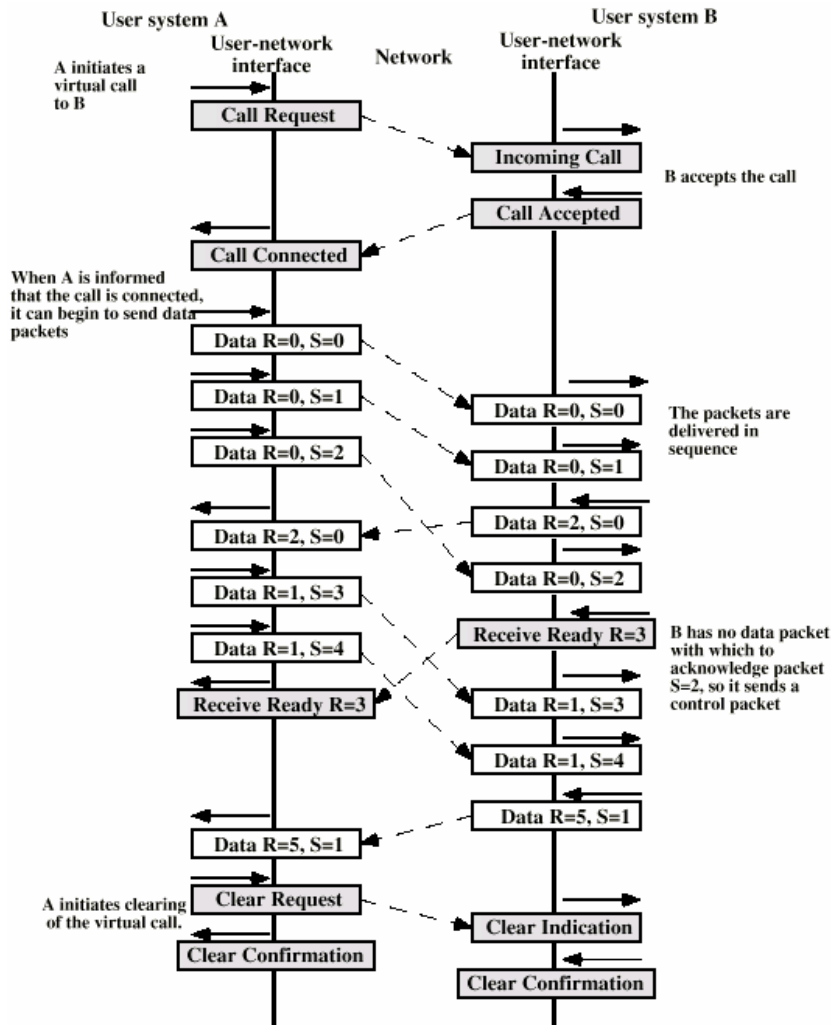 User system A
User system B
User-network
interface
Network
User-network
interface
A initiates a
virtual call
to B
Call Request
Incoming Call
B accepts the call
Call Accepted
Call Connected
When A is informed
that the call is connected,
it can begin to send data
packets
Data R=0, S=0
Data R=0, S=1
Data R=0, S=0
The packets are
delivered in
sequence
Data R=0, S=2
Data R=0, S=1
Data R=2, S=0
Data R=2, S=0
Data R=0, S=2
Data R=1, S=3
Data R=1, S=4
Receive Ready R=3
B has no data packet
with which to
acknowledge packet
S=2, so it sends a
control packet
Receive Ready R=3
Data R=1, S=3
Data R=1, S=4
Data R=5, S=1
Data R=5, S=1
A initiates clearing
of the virtual call.
Clear Request
Clear Indication
Clear Confirmation
Clear Confirmation